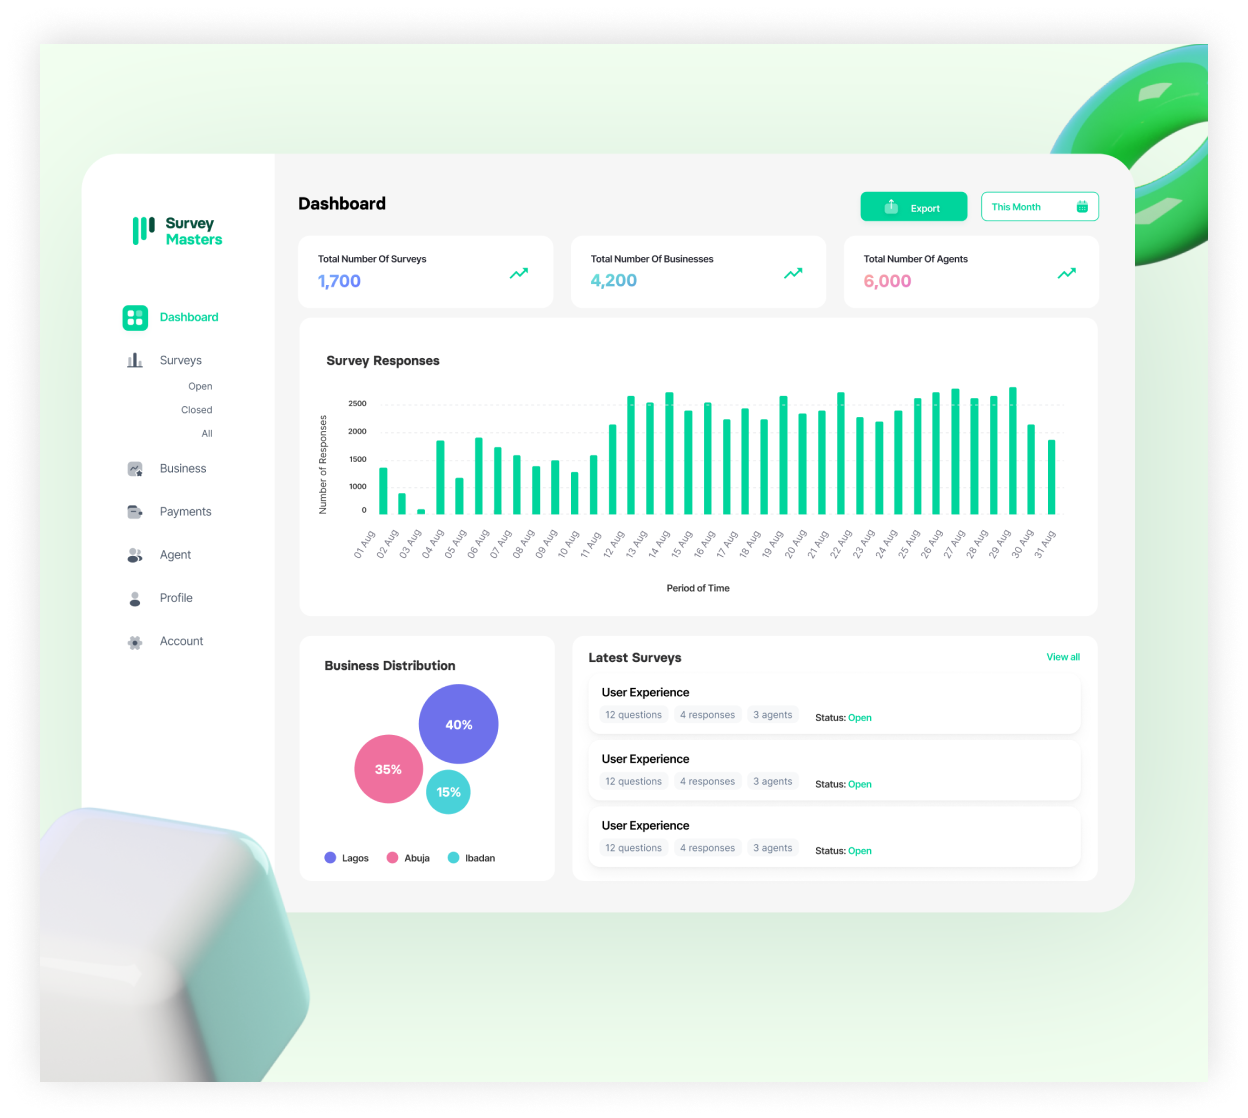 Survey
Masters
Dashboard
Surveys
Open
Closed
All
Business
Payments
Agent
Profile
Account
Dashboard
Export
This Month
Total Number Of Surveys
1,700
Total Number Of Businesses
4,200
Total Number Of Agents
6,000
Survey Responses
Number of Responses
2500
2000
1500
1000
0
01 Aug
02 Aug
03 Aug
04 Aug
05 Aug
06 Aug
07 Aug
08 Aug
09 Aug
10 Aug
11 Aug
12 Aug
13 Aug
14 Aug
15 Aug
16 Aug
17 Aug
18 Aug
19 Aug
20 Aug
21 Aug
22 Aug
23 Aug
24 Aug
25 Aug
26 Aug
27 Aug
28 Aug
29 Aug
30 Aug
31 Aug
Period of Time
Business Distribution
40%
35%
15%
Lagos
Abuja
Ibadan
Latest Surveys
View all
User Experience
12 questions 4 responses 3 agents Status: Open
User Experience
12 questions 4 responses 3 agents Status: Open
User Experience
12 questions 4 responses 3 agents Status: Open